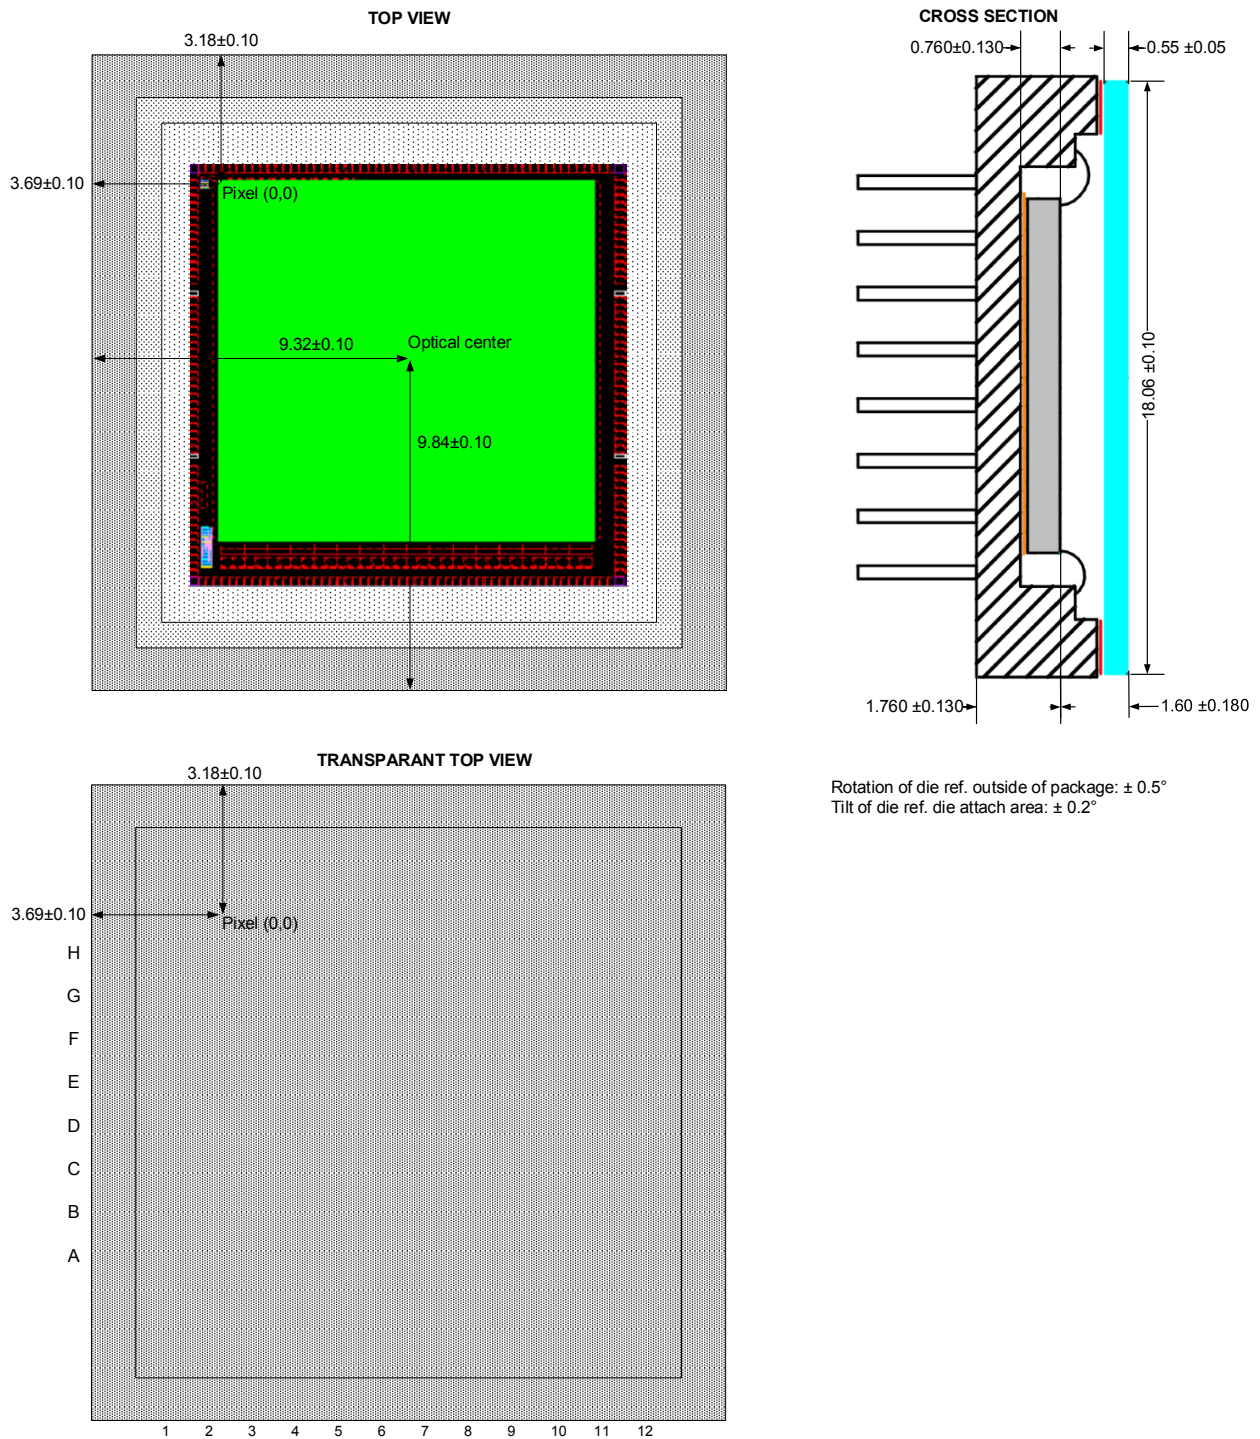 TOP VIEW
3.18±0.10
3.69±0.10
Pixel (0,0)
Optical center
9.32±0.10
9.84±0.10
CROSS SECTION
0.760±0.130
0.55 ±0.05
18.06 ±0.10
1.760 ±0.130
1.60 ±0.180
Rotation of die ref. outside of package: ± 0.5°
Tilt of die ref. die attach area: ± 0.2°
TRANSPARANT TOP VIEW
3.18±0.10
3.69±0.10
Pixel (0,0)
H
G
F
E
D
C
B
A
1 2 3 4 5 6 7 8 9 10 11 12